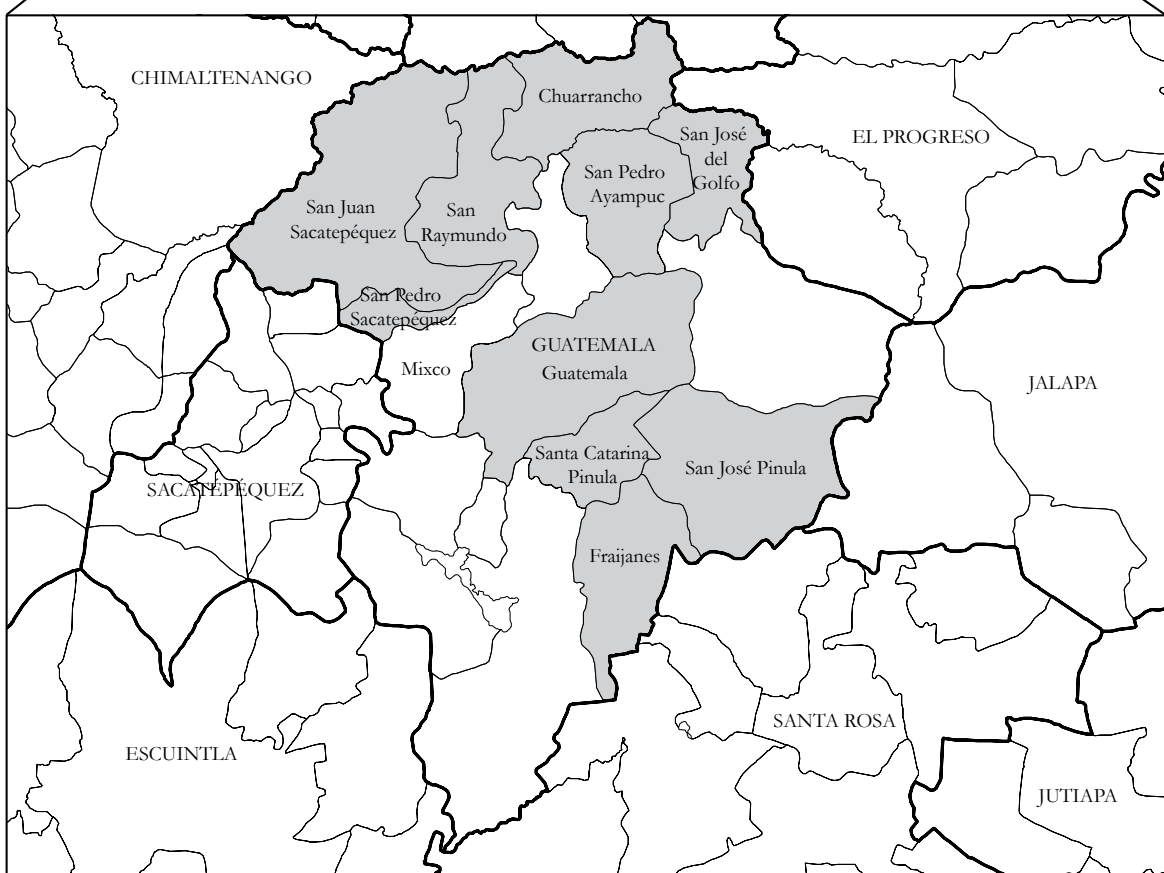 CHIMALTENANGO
Chuarrancho
EL PROGRESO
San José
del
Golfo
San Pedro
Ayampuc
San Juan
Sacatepéquez
San
Raymundo
San Pedro
Sacatepéquez
GUATEMALA
Guatemala
Mixco
JALAPA
Santa Catarina
Pinula
San José Pinula
SACATEPÉQUEZ
Fraijanes
SANTA ROSA
ESCUINTLA
JUTIAPA